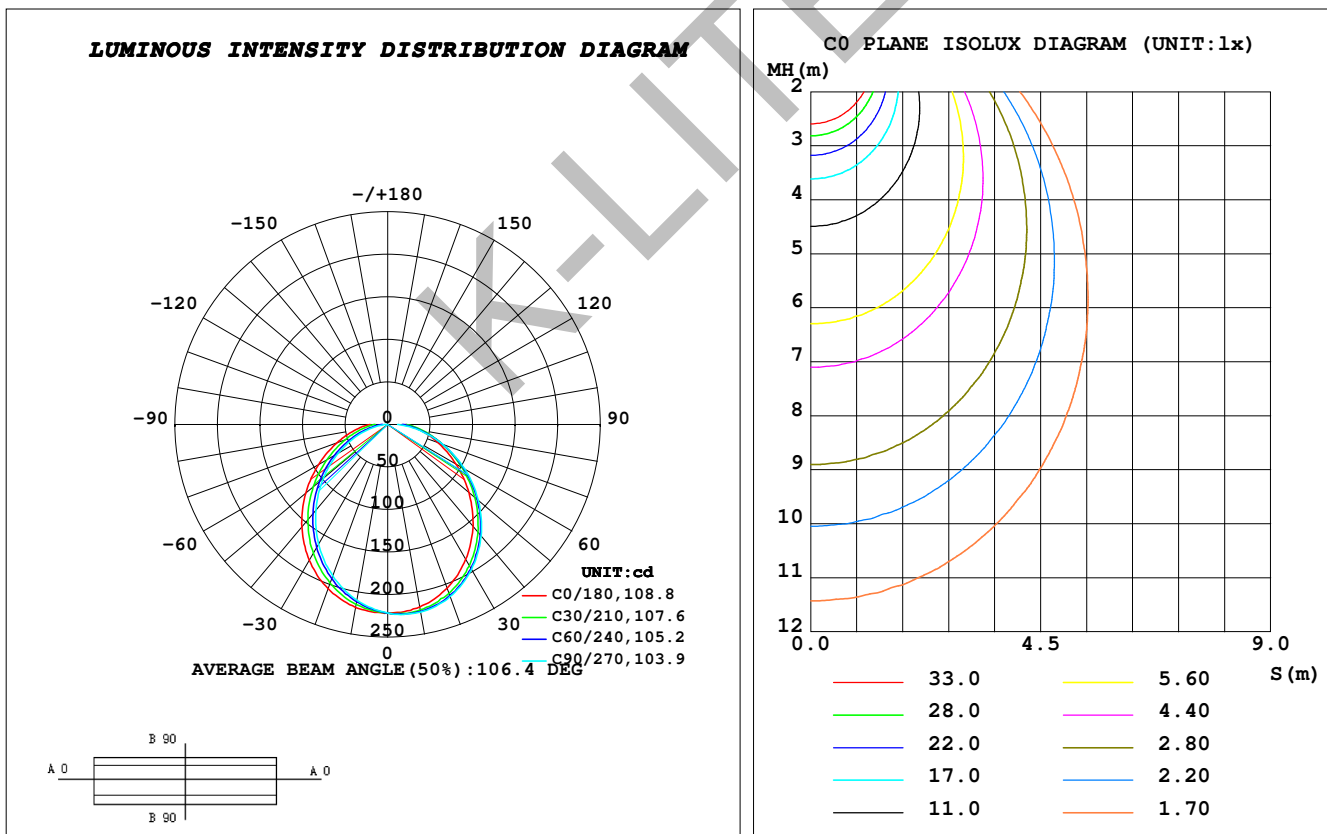 LUMINOUS INTENSITY DISTRIBUTION DIAGRAM
-/+180
-150
150
-120
120
-90
90
-60
60
-30
30
0
0
50
100
150
200
250
UNIT:cd
C0/180,108.8
C30/210,107.6
C60/240,105.2
C90/270,103.9
AVERAGE BEAM ANGLE(50%):106.4 DEG
B 90
A 0
A 0
B 90
C0 PLANE ISOLUX DIAGRAM (UNIT:lx)
MH(m)
2
3
4
5
6
7
8
9
10
11
12
0.0
4.5
9.0
S(m)
33.0
5.60
28.0
4.40
22.0
2.80
17.0
2.20
11.0
1.70
K-LITE